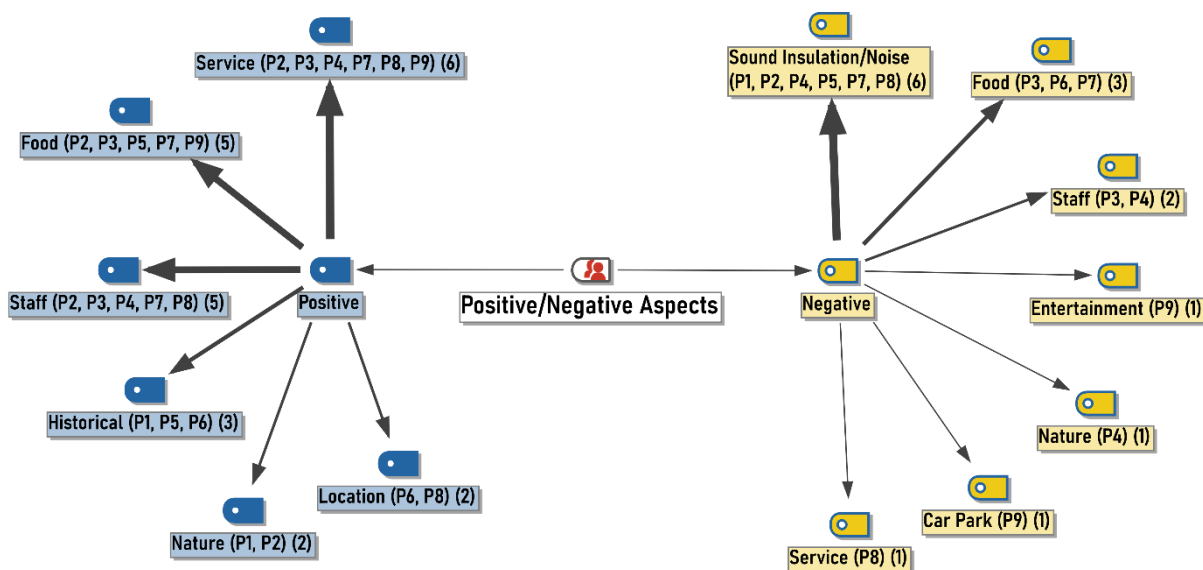 Service (P2, P3, P4, P7, P8, P9) (6)
Food (P2, P3, P5, P7, P9) (5)
Staff (P2, P3, P4, P7, P8) (5)
Historical (P1, P5, P6) (3)
Nature (P1, P2) (2)
Location (P6, P8) (2)
Positive
Positive/Negative Aspects
Negative
Sound Insulation/Noise
(P1, P2, P4, P5, P7, P8) (6)
Food (P3, P6, P7) (3)
Staff (P3, P4) (2)
Entertainment (P9) (1)
Nature (P4) (1)
Car Park (P9) (1)
Service (P8) (1)